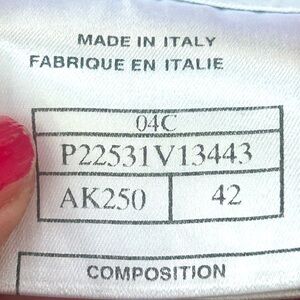 MADE IN ITALY
FABRIQUE EN ITALIE
04C
P22531V13443
AK250 42
COMPOSITION